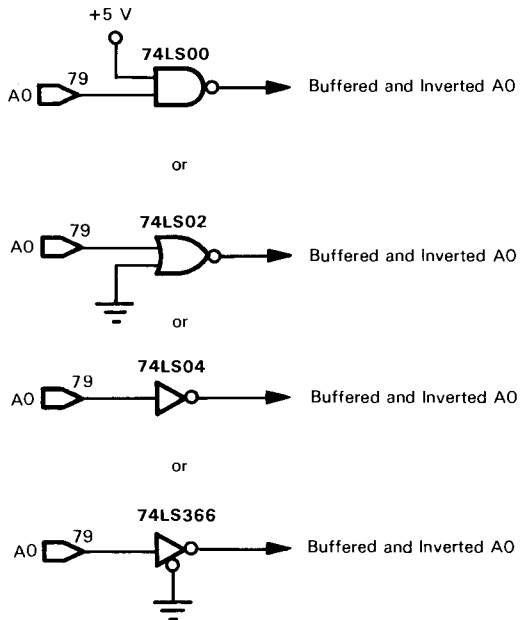 +5 V
74LS00
79
A0
Buffered and Inverted A0
or
74LS02
79
A0
Buffered and Inverted A0
or
74LS04
79
A0
Buffered and Inverted A0
or
74LS366
79
A0
Buffered and Inverted A0